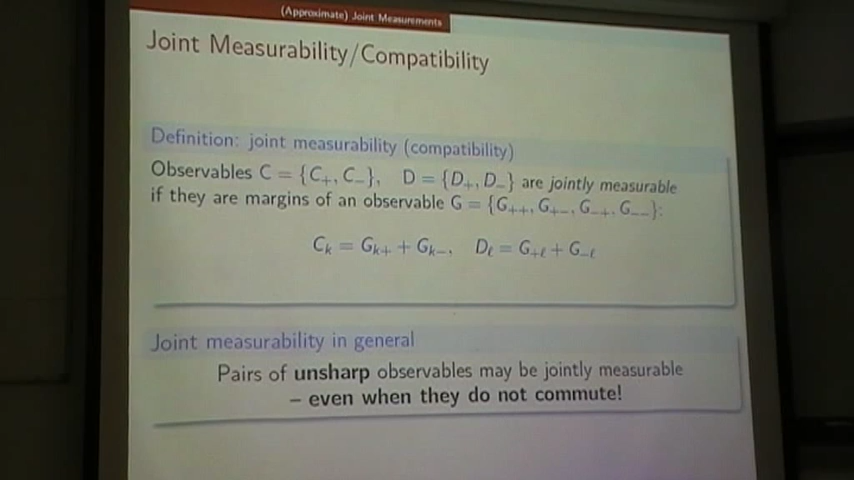 (Approximate) Joint Measurements
Joint Measurability/Compatibility
Definition: joint measurability (compatibility)
Observables C = {C₊, C₋}, D = {D₊, D₋} are jointly measurable
if they are margins of an observable G = {G₊₊, G₊₋, G₋₊, G₋₋}:
Cₖ = Gₖ₊ + Gₖ₋, D_ℓ = G₊ℓ + G₋ℓ
Joint measurability in general
Pairs of unsharp observables may be jointly measurable
– even when they do not commute!